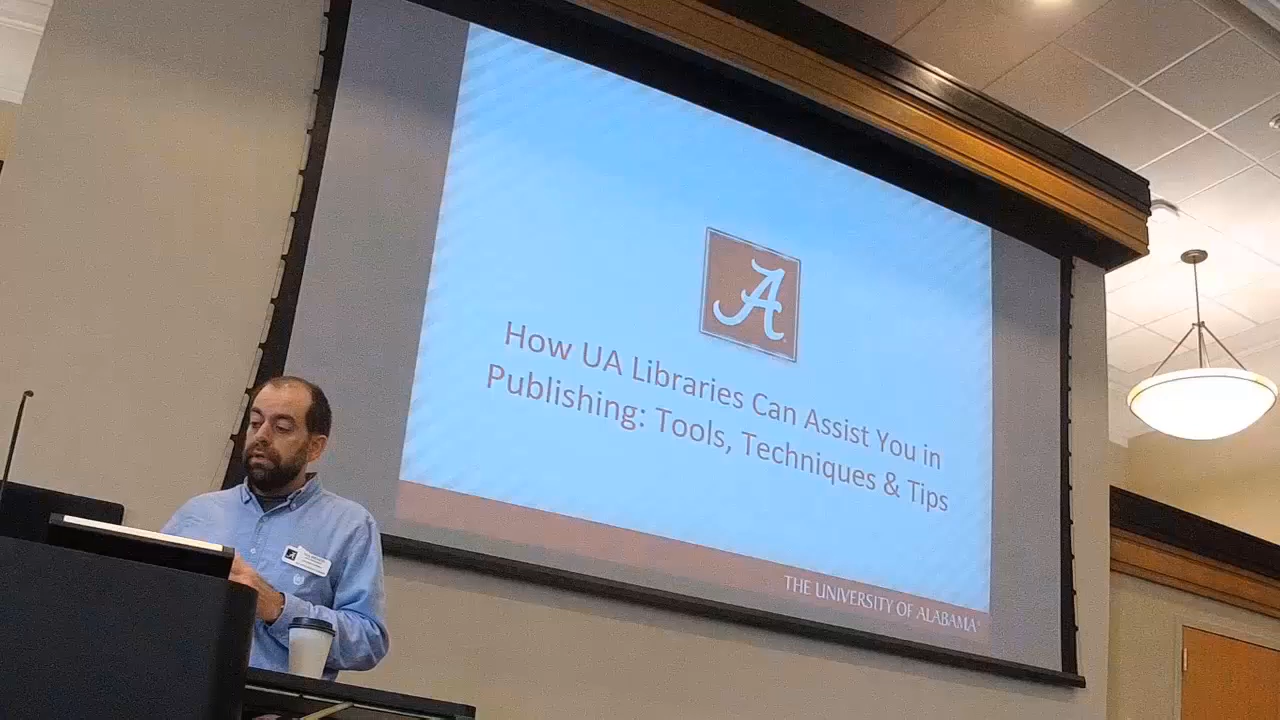 A
How UA Libraries Can Assist You in
Publishing: Tools, Techniques & Tips
THE UNIVERSITY OF ALABAMA®
A